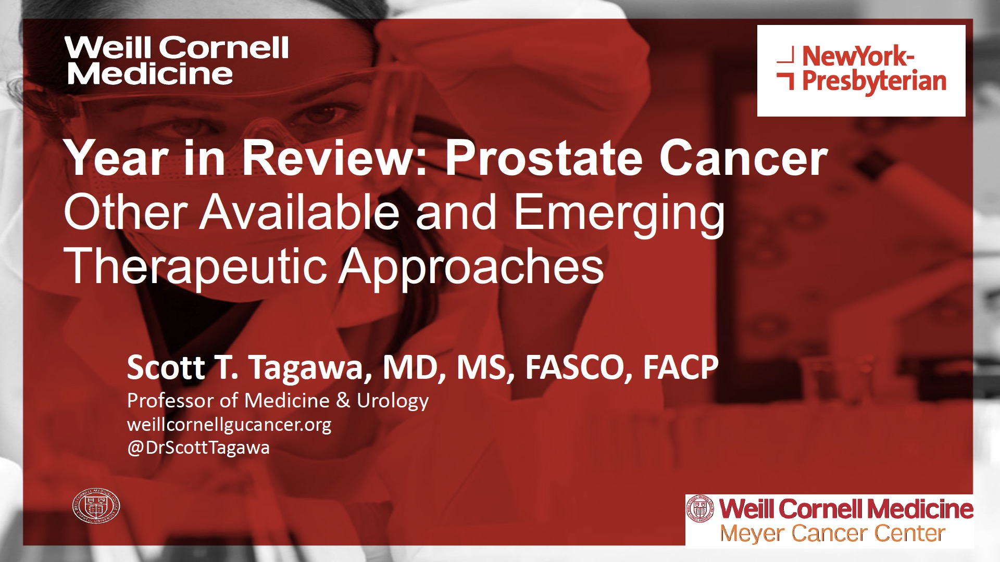 Weill Cornell
Medicine
NewYork-
Presbyterian
Year in Review: Prostate Cancer
Other Available and Emerging
Therapeutic Approaches
Scott T. Tagawa, MD, MS, FASCO, FACP
Professor of Medicine & Urology
weillcornellgucancer.org
@DrScottTagawa
Weill Cornell Medicine
Meyer Cancer Center